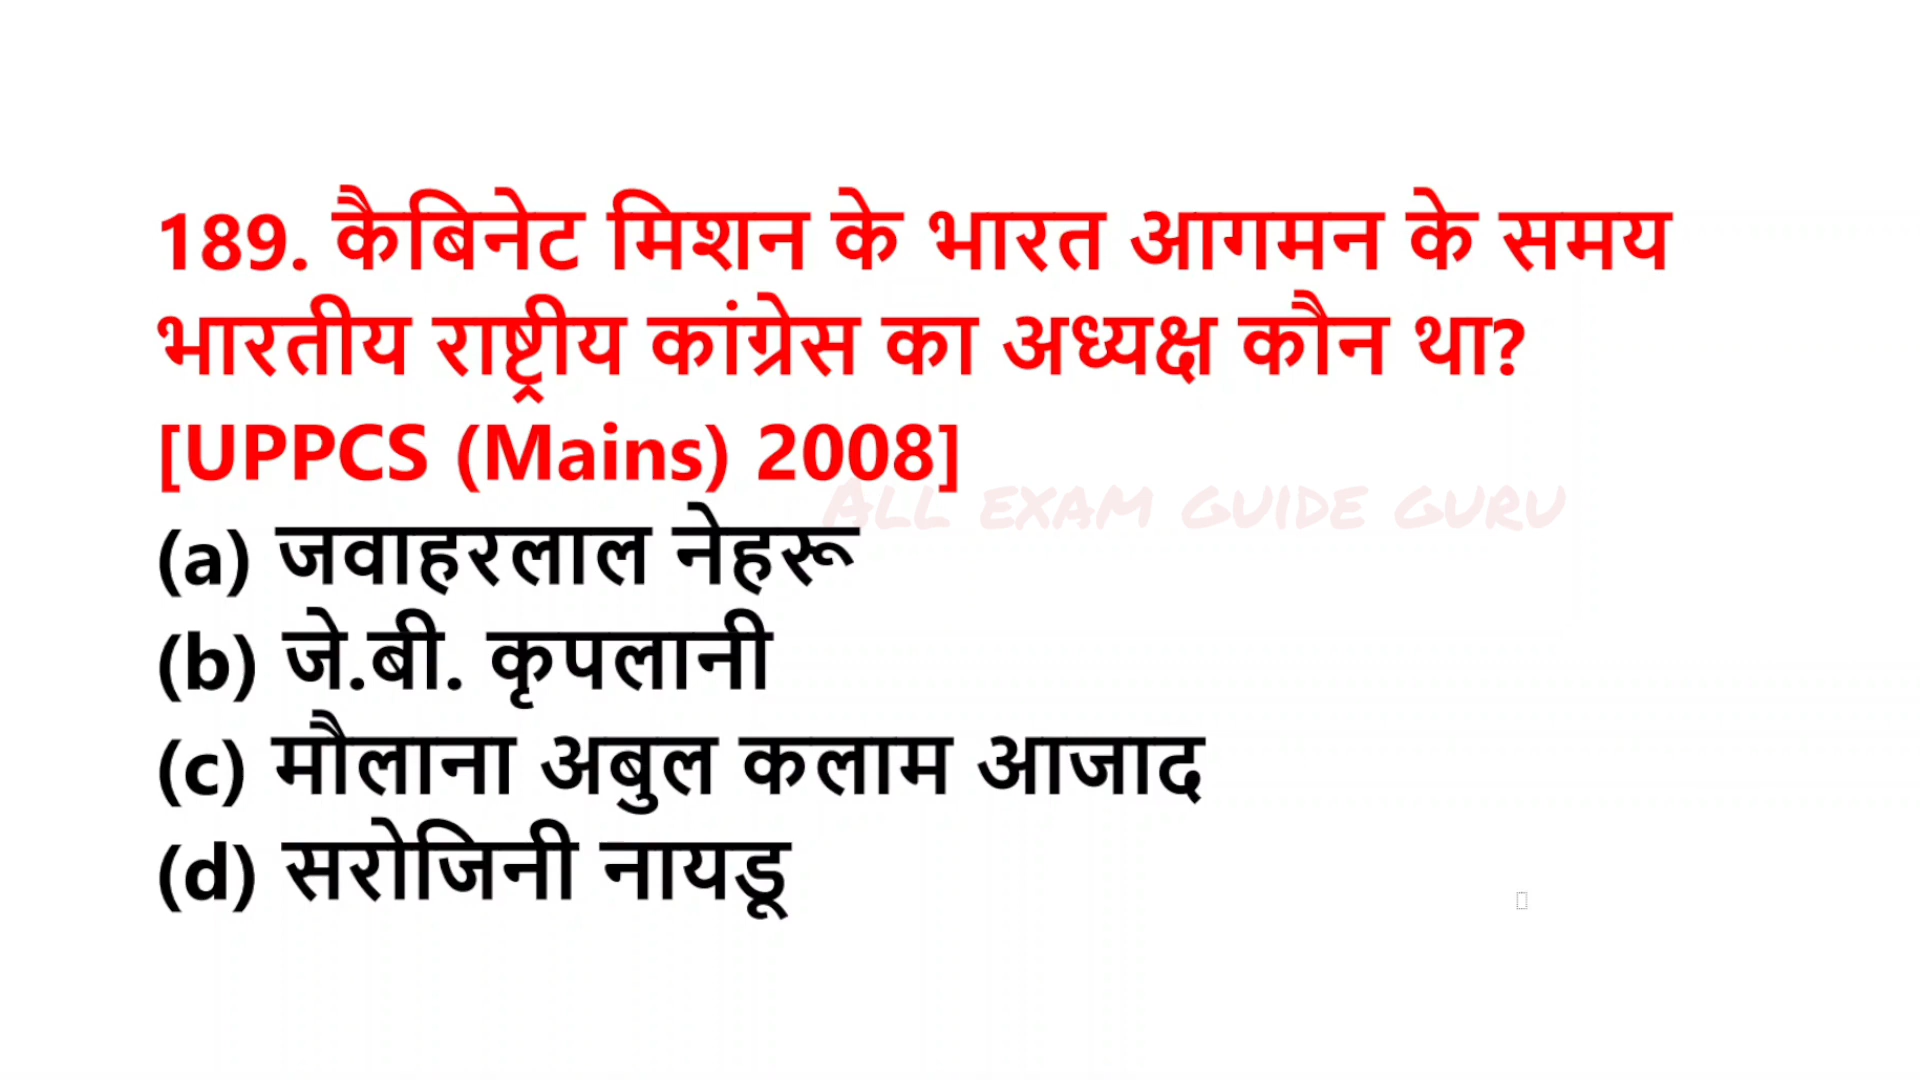 189. कैबिनेट मिशन के भारत आगमन के समय
भारतीय राष्ट्रीय कांग्रेस का अध्यक्ष कौन था?
[UPPCS (Mains) 2008]
ALL EXAM GUIDE GURU
(a) जवाहरलाल नेहरू
(b) जे.बी. कृपलानी
(c) मौलाना अबुल कलाम आजाद
(d) सरोजिनी नायडू